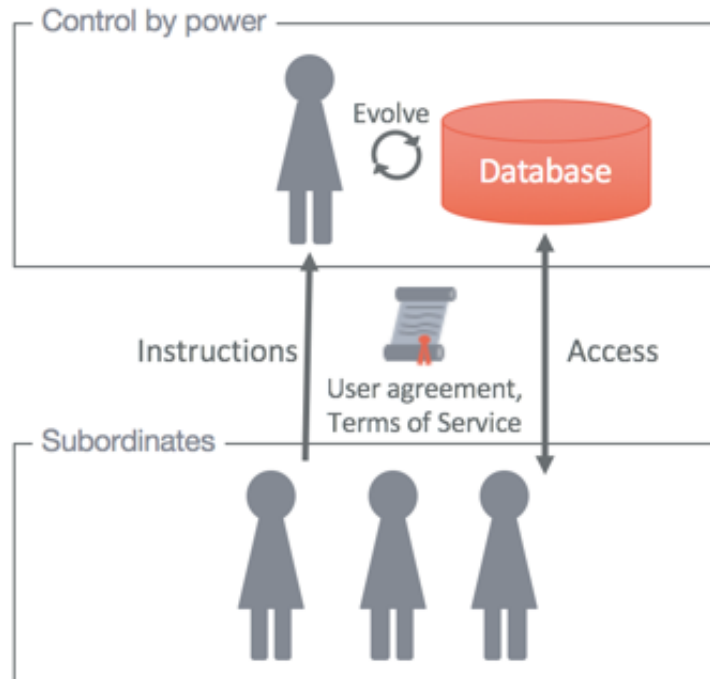 Control by power
Evolve
Database
Instructions
Access
User agreement,
Terms of Service
Subordinates